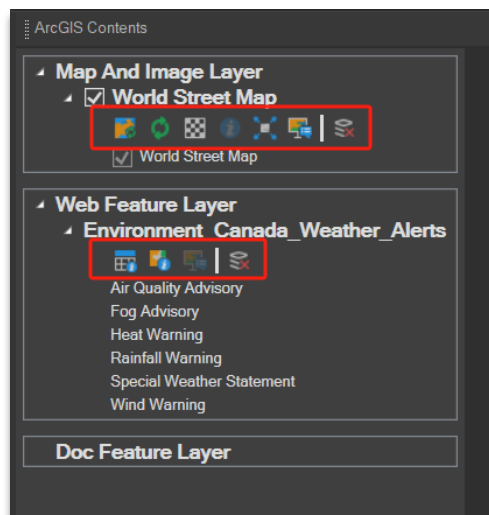 ArcGIS Contents
Map And Image Layer
World Street Map
World Street Map
Web Feature Layer
Environment_Canada_Weather_Alerts
Air Quality Advisory
Fog Advisory
Heat Warning
Rainfall Warning
Special Weather Statement
Wind Warning
Doc Feature Layer